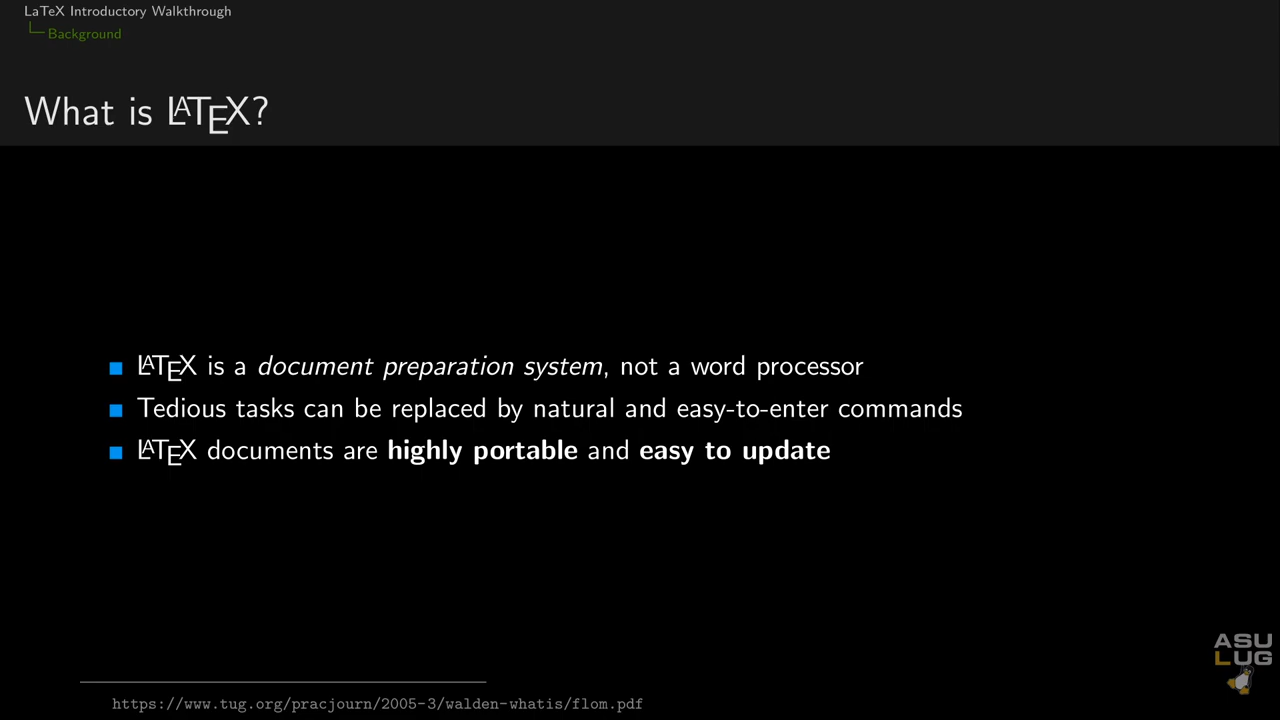 LaTeX Introductory Walkthrough
Background
What is LATEX?
LATEX is a document preparation system, not a word processor
Tedious tasks can be replaced by natural and easy-to-enter commands
LATEX documents are highly portable and easy to update
https://www.tug.org/pracjourn/2005-3/walden-whatis/flom.pdf
ASU
LUG